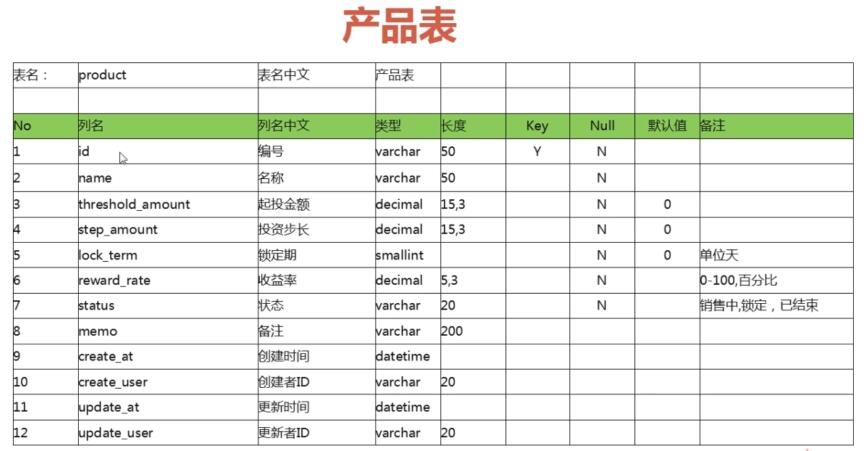 产品表
表名： product 表名中文 产品表
No 列名 列名中文 类型 长度 Key Null 默认值 备注
1 id 编号 varchar 50 Y N
2 name 名称 varchar 50 N
3 threshold_amount 起投金额 decimal 15,3 N 0
4 step_amount 投资步长 decimal 15,3 N 0
5 lock_term 锁定期 smallint N 0 单位天
6 reward_rate 收益率 decimal 5,3 N 0-100,百分比
7 status 状态 varchar 20 N 销售中,锁定，已结束
8 memo 备注 varchar 200
9 create_at 创建时间 datetime
10 create_user 创建者ID varchar 20
11 update_at 更新时间 datetime
12 update_user 更新者ID varchar 20